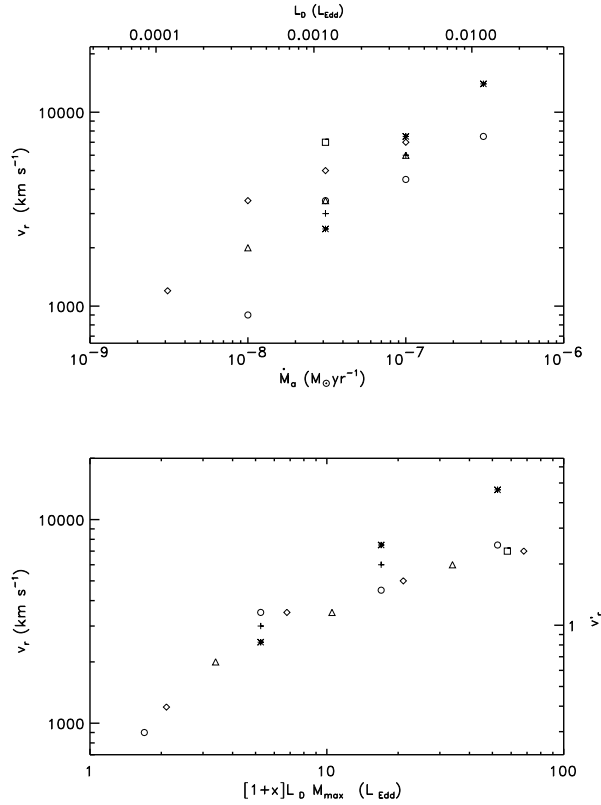 L_D (L_Edd)
0.0001 0.0010 0.0100
10000
v_r (km s⁻¹)
1000
10⁻⁹ 10⁻⁸ 10⁻⁷ 10⁻⁶
Ṁ_a (M_⊙yr⁻¹)
10000
v_r (km s⁻¹)
1 v'_r
1000
1 10 100
[1+x]L_D M_max (L_Edd)